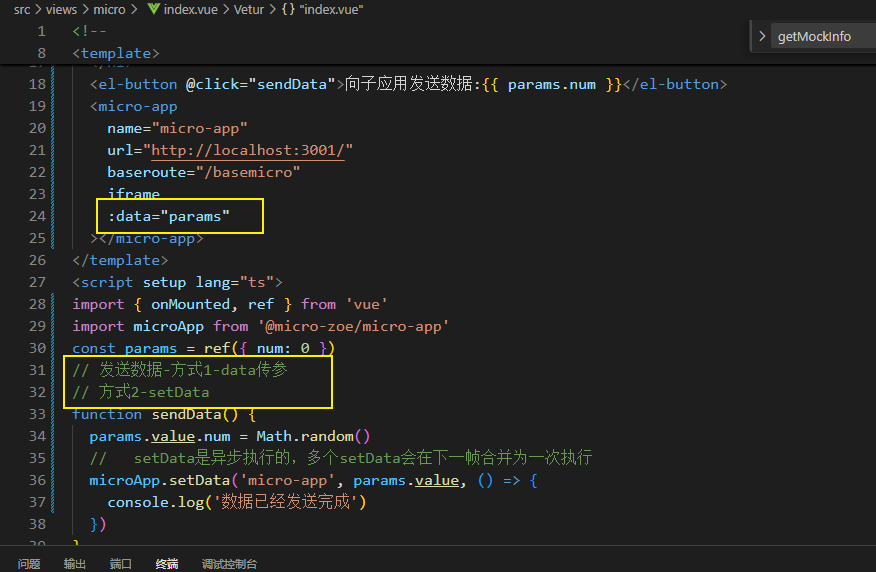 src > views > micro > index.vue > Vetur > {} "index.vue"
1 <!--
getMockInfo
8 <template>
18 <el-button @click="sendData">向子应用发送数据:{{ params.num }}</el-button>
19 <micro-app
20 name="micro-app"
21 url="http://localhost:3001/"
22 baseroute="/basemicro"
23 iframe
24 :data="params"
25 ></micro-app>
26 </template>
27 <script setup lang="ts">
28 import { onMounted, ref } from 'vue'
29 import microApp from '@micro-zoe/micro-app'
30 const params = ref({ num: 0 })
31 // 发送数据-方式1-data传参
32 // 方式2-setData
33 function sendData() {
34 params.value.num = Math.random()
35 // setData是异步执行的，多个setData会在下一帧合并为一次执行
36 microApp.setData('micro-app', params.value, () => {
37 console.log('数据已经发送完成')
38 })
39 }
问题 输出 端口 终端 调试控制台